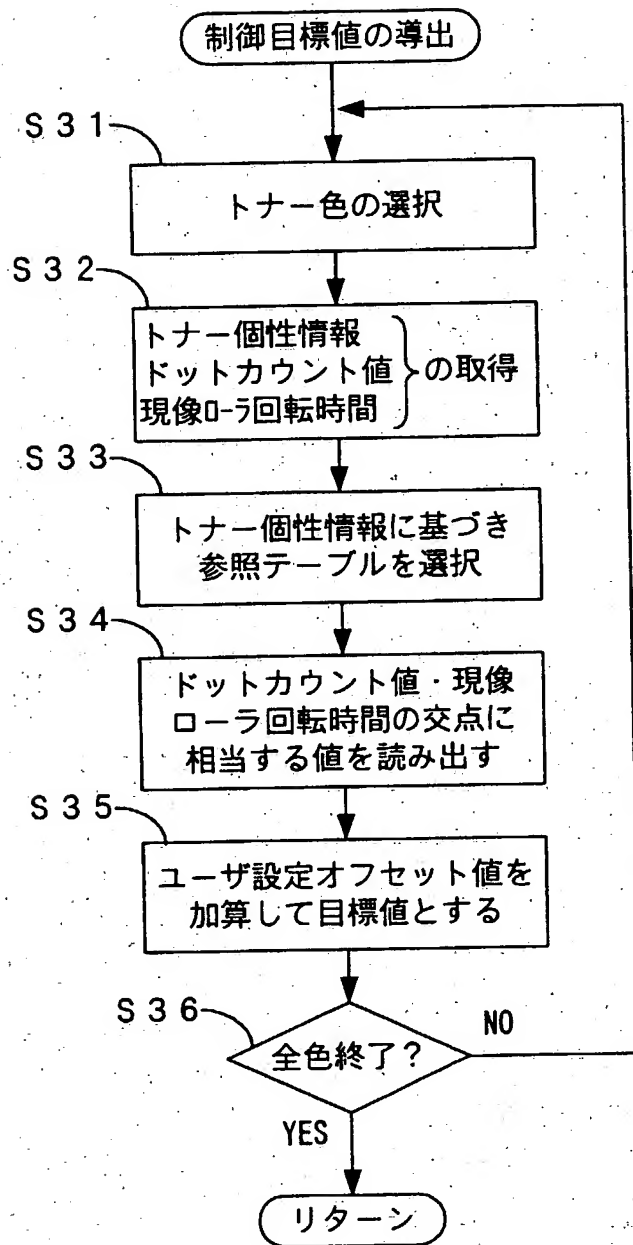 制御目標値の導出
S31
トナー色の選択
S32
トナー個性情報
ドットカウント値
現像ローラ回転時間
の取得
S33
トナー個性情報に基づき
参照テーブルを選択
S34
ドットカウント値・現像
ローラ回転時間の交点に
相当する値を読み出す
S35
ユーザ設定オフセット値を
加算して目標値とする
S36
全色終了?
NO
YES
リターン